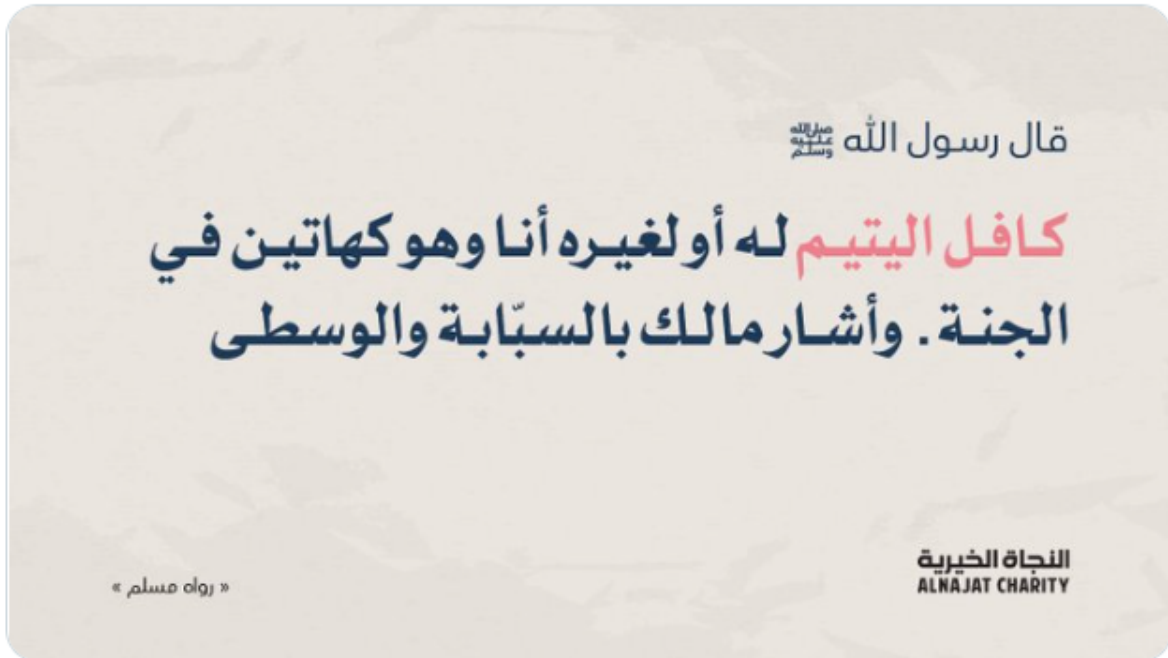 قال رسول الله ﷺ
كافل اليتيم له أو لغيره أنا وهو كهاتين في
الجنة . وأشار مالك بالسبّابة والوسطى
النجاة الخيرية
ALNAJAT CHARITY
« رواه مسلم »